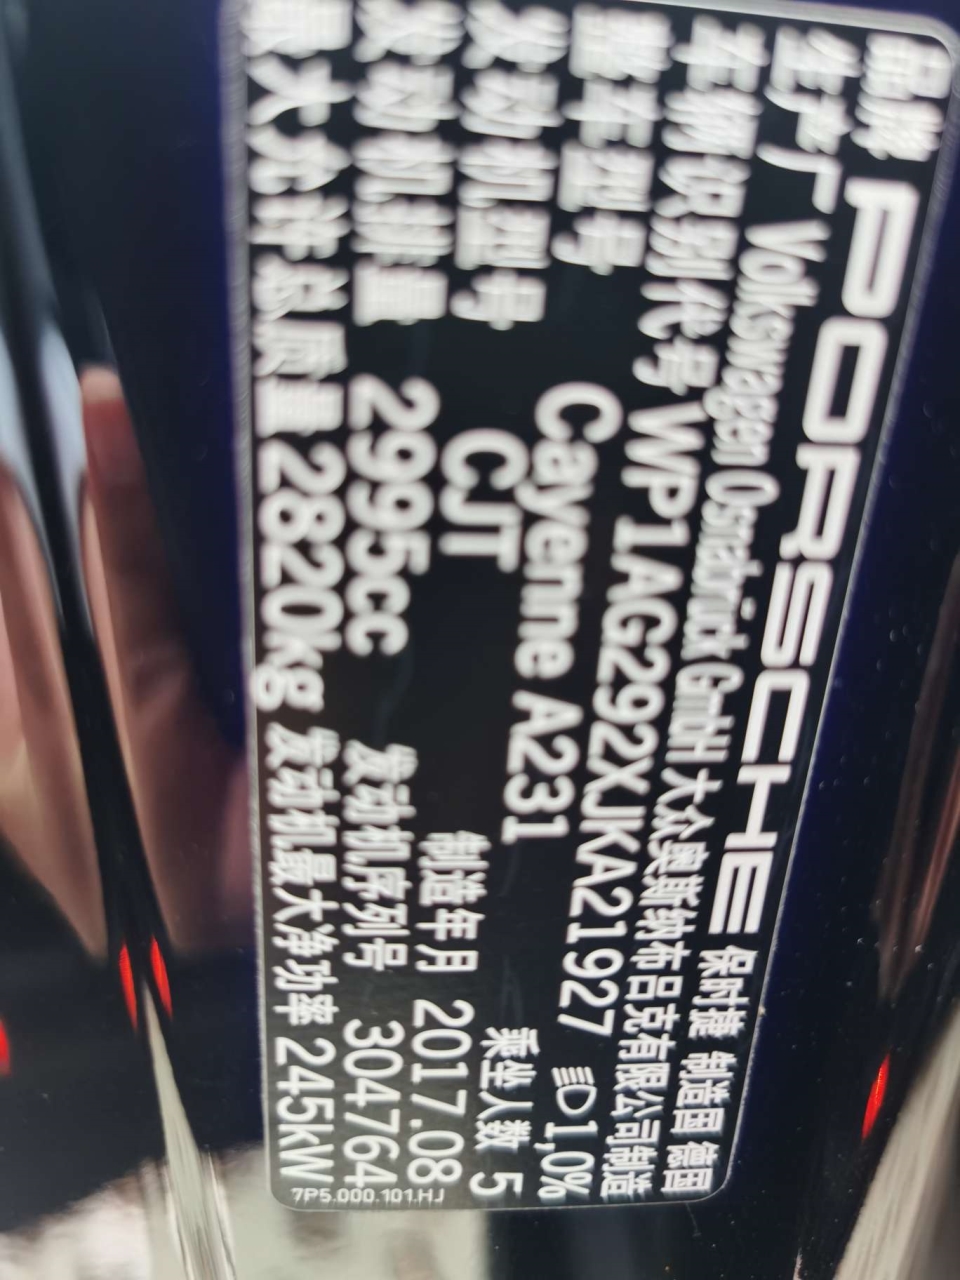 品牌 PORSCHE 保时捷 制造国 德国
生产厂 Volkswagen Osnabrück GmbH 大众奥斯纳布吕克有限公司制造
车辆识别代号 WP1AG292XJKA21927 1,0%
整车型号 Cayenne A231 乘坐人数 5
发动机型号 CJT 制造年月 2017.08
发动机排量 2995cc 发动机序列号 304764
最大允许总质量 2820kg 发动机最大净功率 245kW
7P5.000.101.HJ